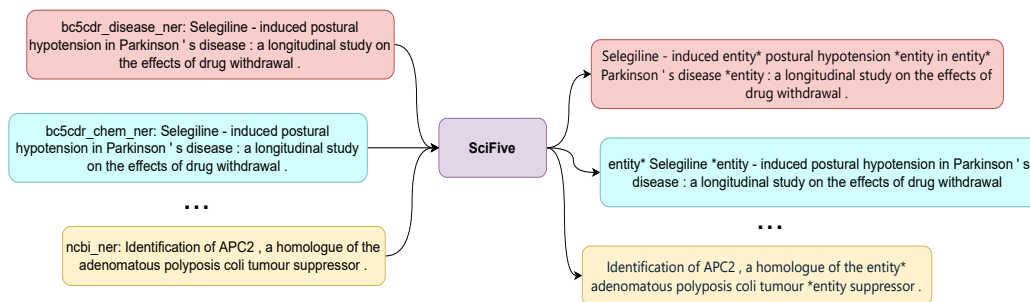 bc5cdr_disease_ner: Selegiline - induced postural
hypotension in Parkinson ' s disease : a longitudinal study on
the effects of drug withdrawal .
bc5cdr_chem_ner: Selegiline - induced postural
hypotension in Parkinson ' s disease : a longitudinal study
on the effects of drug withdrawal .
...
ncbi_ner: Identification of APC2 , a homologue of the
adenomatous polyposis coli tumour suppressor .
SciFive
Selegiline - induced entity* postural hypotension *entity in entity*
Parkinson ' s disease *entity : a longitudinal study on the effects of
drug withdrawal .
entity* Selegiline *entity - induced postural hypotension in Parkinson ' s
disease : a longitudinal study on the effects of drug withdrawal
...
Identification of APC2 , a homologue of the entity*
adenomatous polyposis coli tumour *entity suppressor .